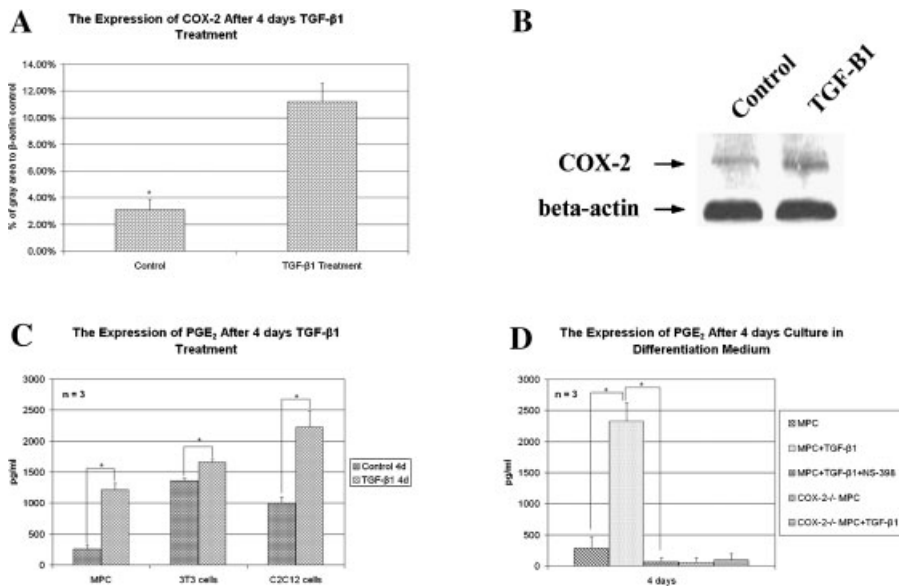 A
The Expression of COX-2 After 4 days TGF-β1
Treatment
14.00%
12.00%
10.00%
8.00%
6.00%
4.00%
2.00%
0.00%
% of gray area to β-actin control
*
Control
TGF-β1 Treatment
B
Control
TGF-B1
COX-2
beta-actin
C
The Expression of PGE₂ After 4 days TGF-β1
Treatment
n = 3
3000
2500
2000
1500
1000
500
0
pg/ml
*
*
*
MPC
3T3 cells
C2C12 cells
Control 4d
TGF-β1 4d
D
The Expression of PGE₂ After 4 days Culture in
Differentiation Medium
n = 3
3000
2500
2000
1500
1000
500
0
pg/ml
*
*
4 days
MPC
MPC+TGF-β1
MPC+TGF-β1+NS-398
COX-2-/- MPC
COX-2-/- MPC+TGF-β1